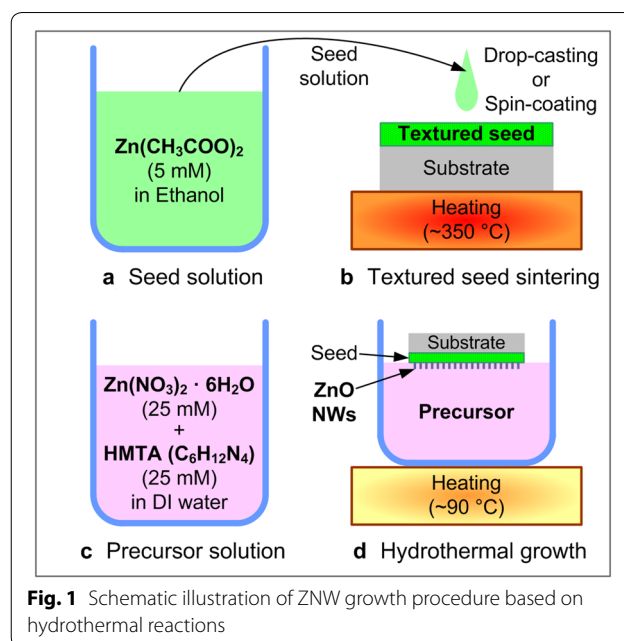 Seed
solution
Drop-casting
or
Spin-coating
Zn(CH₃COO)₂
(5 mM)
in Ethanol
Textured seed
Substrate
Heating
(~350 °C)
a Seed solution
b Textured seed sintering
Zn(NO₃)₂ · 6H₂O
(25 mM)
+
HMTA (C₆H₁₂N₄)
(25 mM)
in DI water
Substrate
Seed
ZnO
NWs
Precursor
Heating
(~90 °C)
c Precursor solution
d Hydrothermal growth
Fig. 1 Schematic illustration of ZNW growth procedure based on
hydrothermal reactions